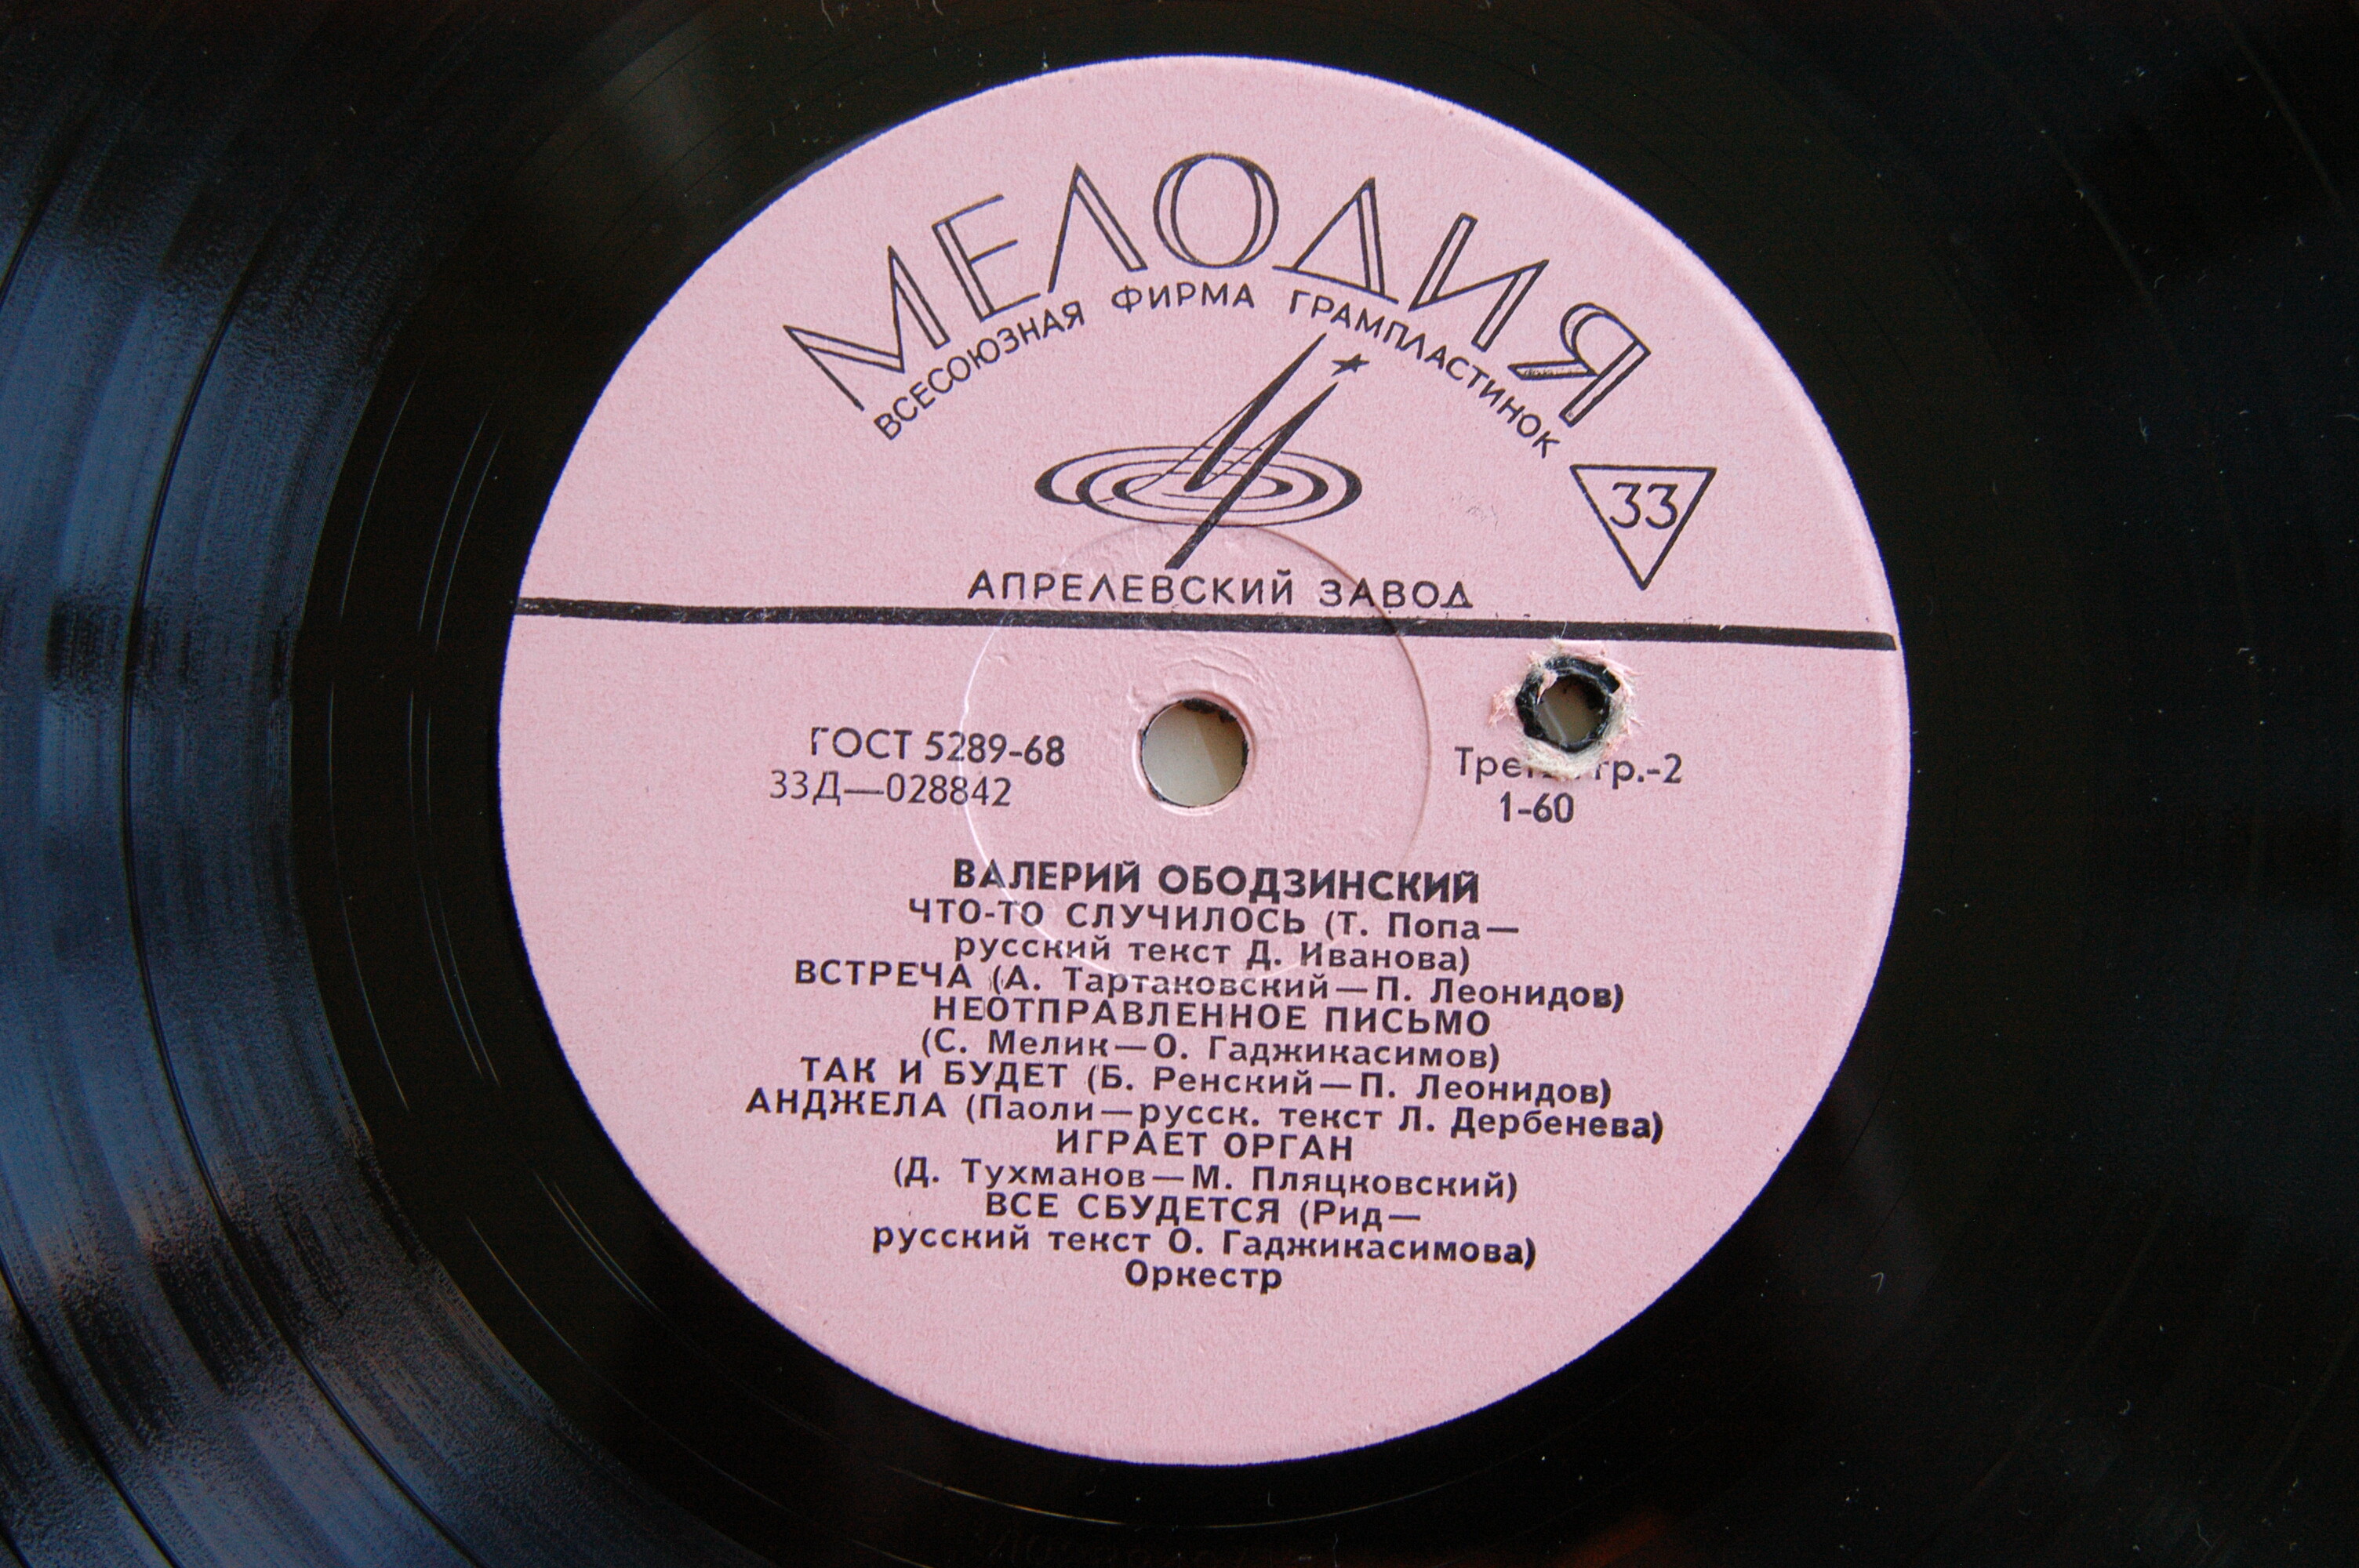 МЕЛОДИЯ
ВСЕСОЮЗНАЯ ФИРМА ГРАМПЛАСТИНОК
33
АПРЕЛЕВСКИЙ ЗАВОД
ГОСТ 5289-68
гр.-2
33Д—028842
1-60
ВАЛЕРИЙ ОБОДЗИНСКИЙ
ЧТО-ТО СЛУЧИЛОСЬ (Т. Попа—
русский текст Д. Иванова)
ВСТРЕЧА (А. Тартаковский—П. Леонидов)
НЕОТПРАВЛЕННОЕ ПИСЬМО
(С. Мелик—О. Гаджикасимов)
ТАК И БУДЕТ (Б. Ренский—П. Леонидов)
АНДЖЕЛА (Паоли—русск. текст Л. Дербенева)
ИГРАЕТ ОРГАН
(Д. Тухманов—М. Пляцковский)
ВСЕ СБУДЕТСЯ (Рид—
русский текст О. Гаджикасимова)
Оркестр